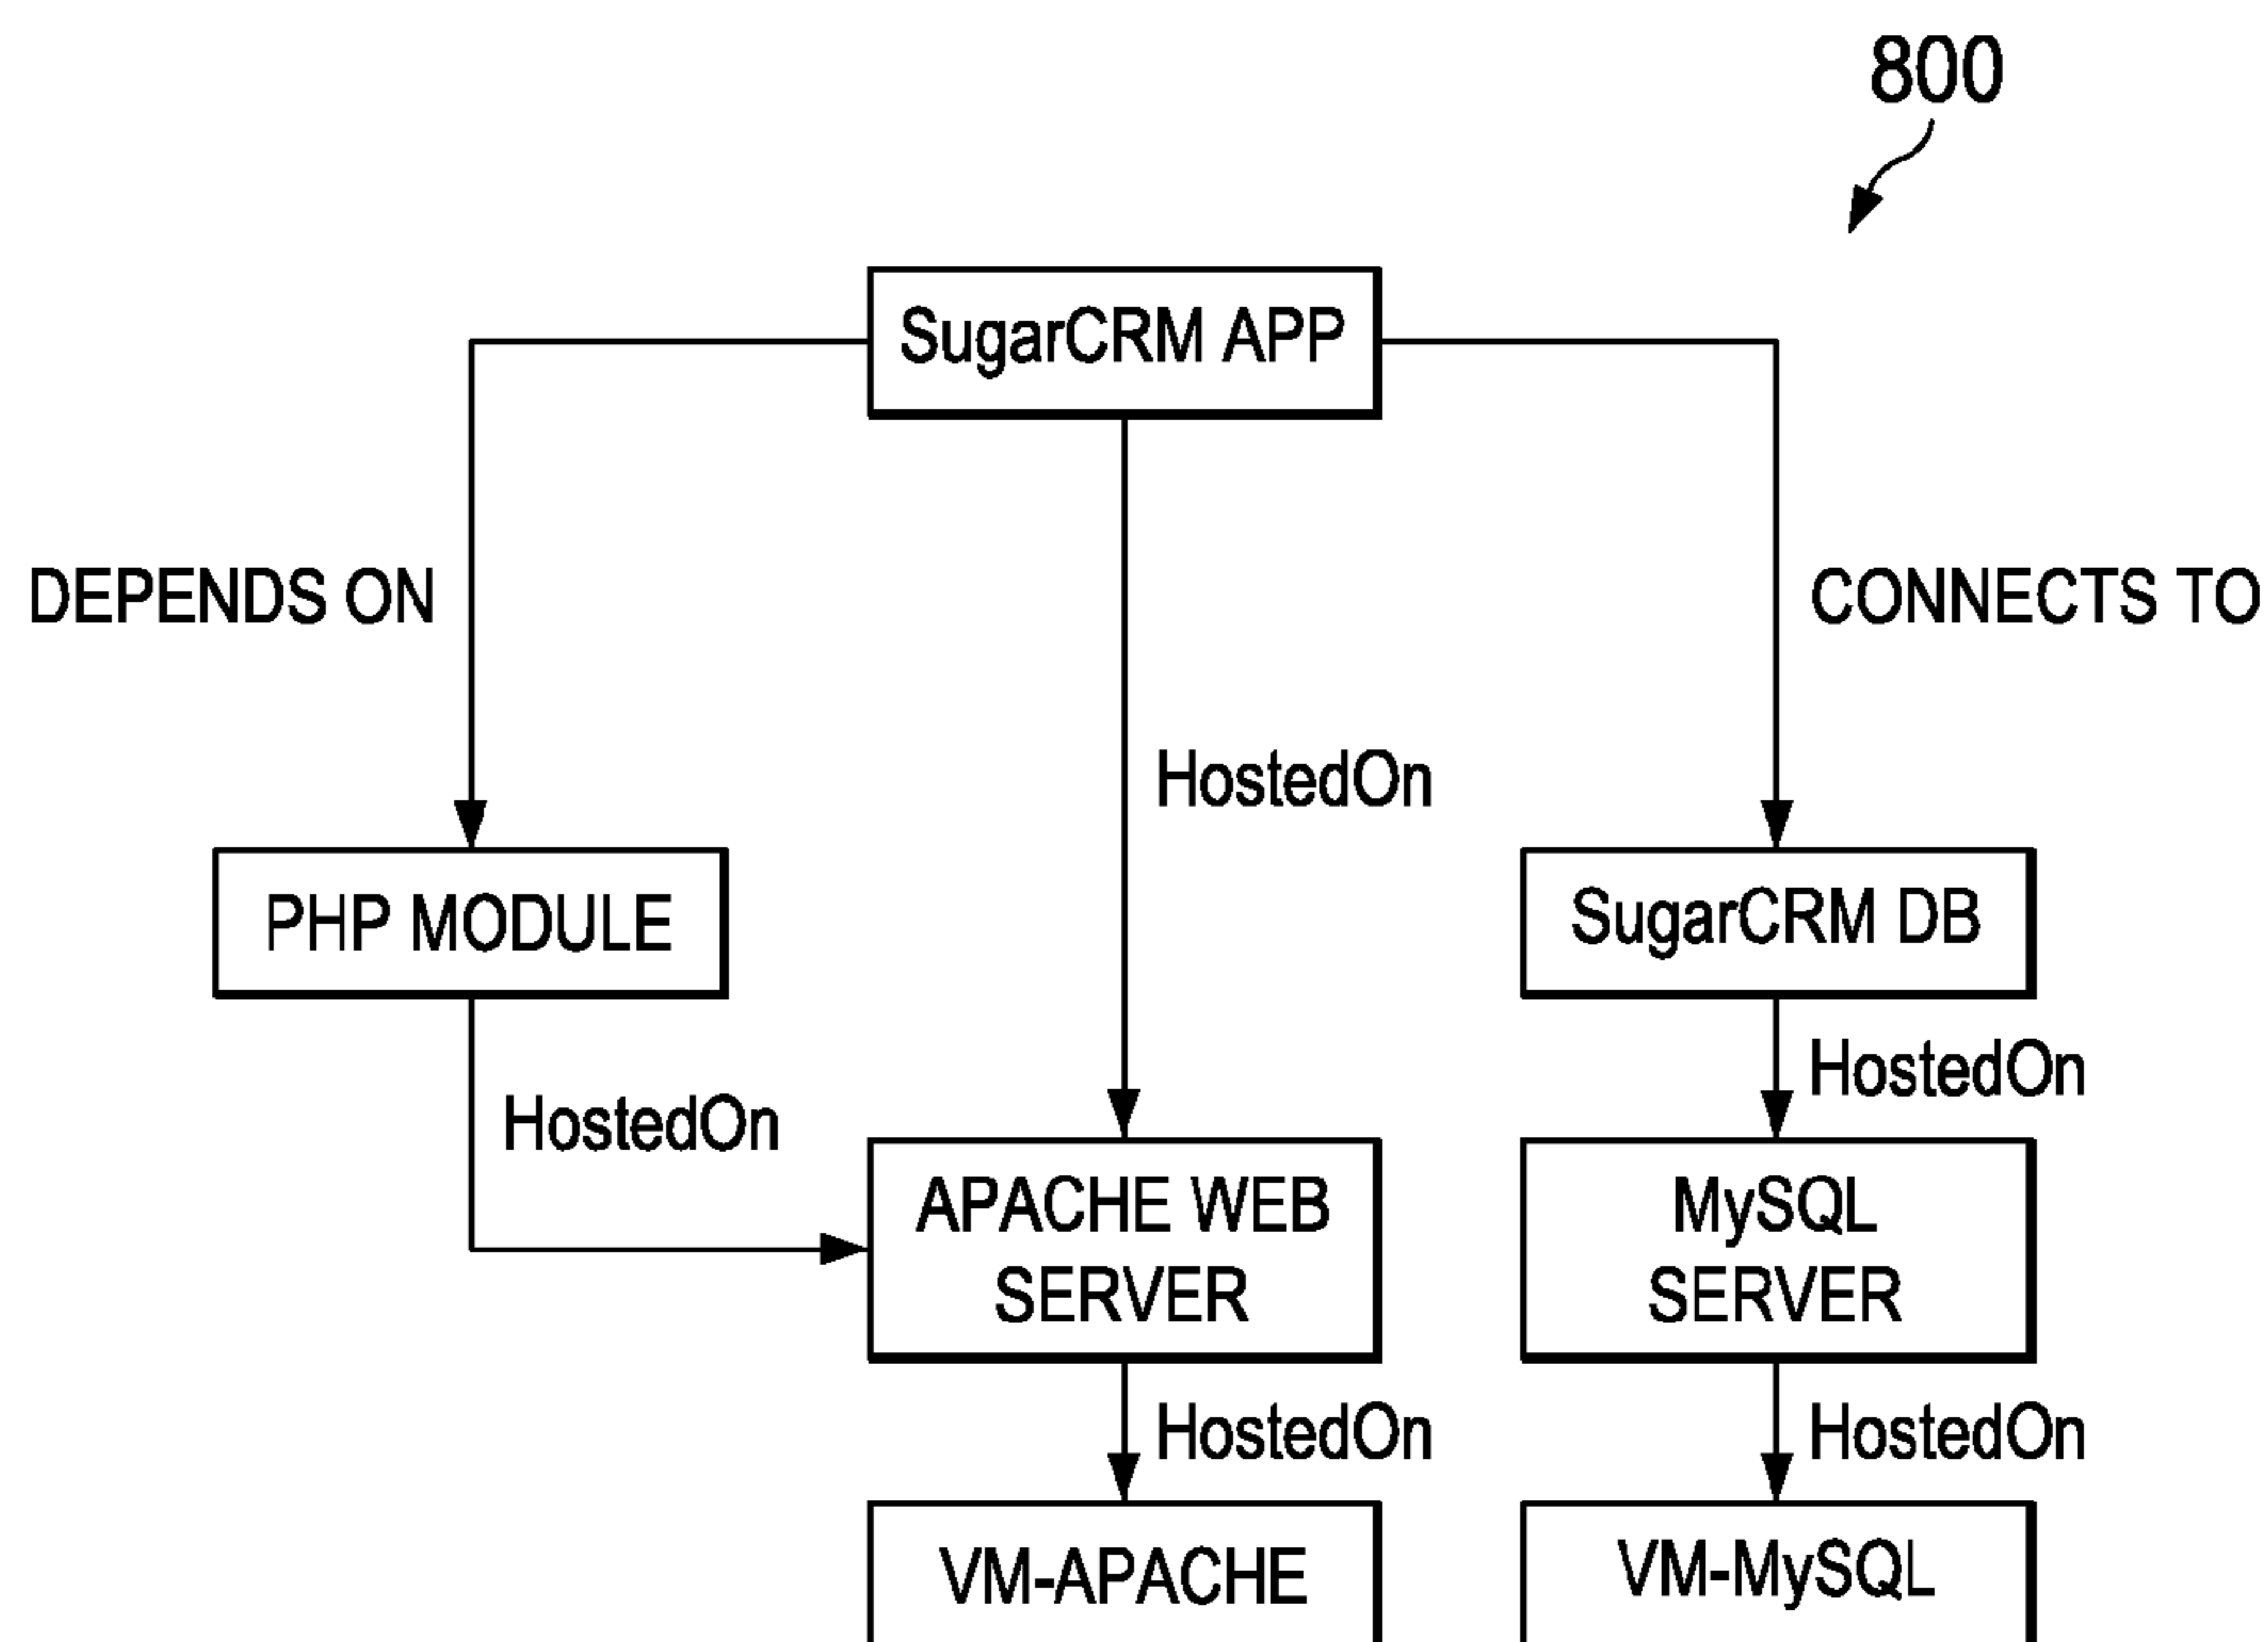 800
SugarCRM APP
DEPENDS ON
CONNECTS TO
HostedOn
PHP MODULE
SugarCRM DB
HostedOn
HostedOn
APACHE WEB
SERVER
MySQL
SERVER
HostedOn
HostedOn
VM-APACHE
VM-MySQL